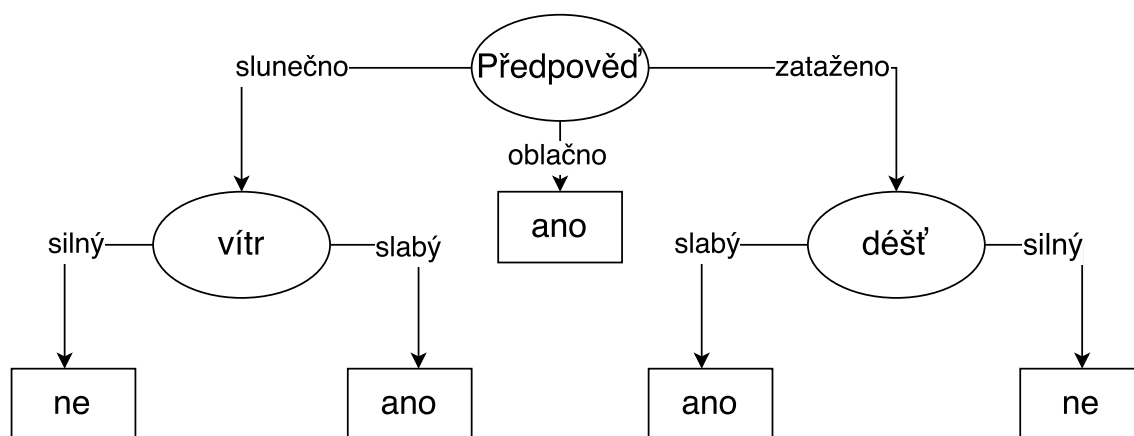 slunečno
Předpověď
zataženo
oblačno
ano
silný
vítr
slabý
slabý
déšť
silný
ne
ano
ano
ne